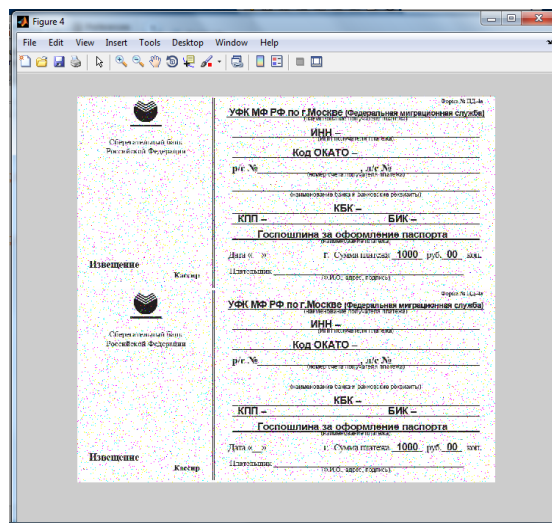 Figure 4
File Edit View Insert Tools Desktop Window Help
Форма № ПД-4в
УФК МФ РФ по г.Москве (Федеральная миграционная служба)
(наименование получателя платежа)
Сберегательный банк
Российской Федерации
ИНН –
(ИНН получателя платежа)
Код ОКАТО –
р/с № , л/с №
(номер счета получателя платежа)
(наименование банка и банковские реквизиты)
КБК –
КПП – БИК –
Госпошлина за оформление паспорта
(наименование платежа)
Дата « » г. Сумма платежа 1000 руб. 00 коп.
Извещение
Плательщик
Кассир
(Ф.И.О., адрес, подпись)
Форма № ПД-4в
УФК МФ РФ по г.Москве (Федеральная миграционная служба)
(наименование получателя платежа)
Сберегательный банк
Российской Федерации
ИНН –
(ИНН получателя платежа)
Код ОКАТО –
р/с № , л/с №
(номер счета получателя платежа)
(наименование банка и банковские реквизиты)
КБК –
КПП – БИК –
Госпошлина за оформление паспорта
(наименование платежа)
Дата « » г. Сумма платежа 1000 руб. 00 коп.
Извещение
Плательщик
Кассир
(Ф.И.О., адрес, подпись)